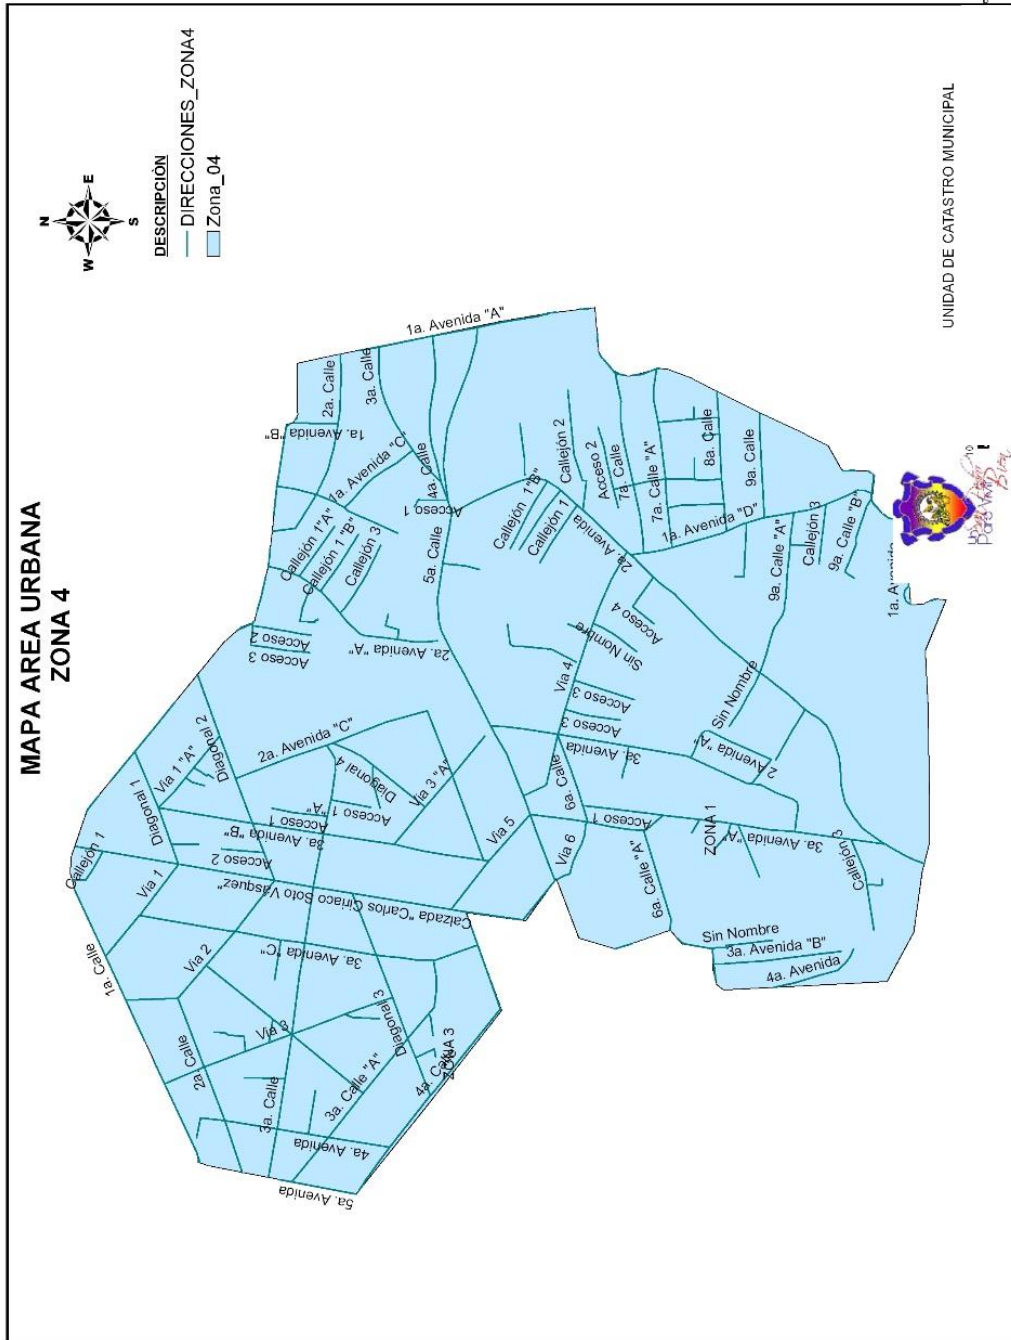 MAPA AREA URBANA
ZONA 4
N
W
E
S
DESCRIPCIÓN
DIRECCIONES_ZONA4
Zona_04
5a. Avenida
4a. Avenida
3a. Calle
2a. Calle
3a. Calle "A"
4a. Calle
ZONA 3
Diagonal 3
Via 3
1a. Calle
Via 2
3a. Avenida "C"
Via 1
Callejón 1
Calzada "Carlos Ciriaco Soto Vásquez"
Acceso 2
3a. Avenida "B"
Acceso 1
Acceso 1 "A"
Diagonal 1
Via 1 "A"
Diagonal 2
2a. Avenida "C"
Diagonal 4
Via 3 "A"
Via 5
Via 6
6a. Calle
6a. Calle "A"
Acceso 1
ZONA 1
3a. Avenida "A"
Callejón 3
Sin Nombre
3a. Avenida "B"
4a. Avenida
3a. Avenida
Acceso 3
Acceso 3
Via 4
Sin Nombre
Acceso 4
2 Avenida "A"
Sin Nombre
Acceso 3
Acceso 2
2a. Avenida "A"
Callejón 1 "A"
Callejón 1 "B"
Callejón 3
5a. Calle
Acceso 1
4a. Calle
1a. Avenida "C"
1a. Avenida "B"
2a. Calle
3a. Calle
1a. Avenida "A"
Callejón 1 "B"
Callejón 1
2a. Avenida
Callejón 2
Acceso 2
7a. Calle
7a. Calle "A"
8a. Calle
9a. Calle
1a. Avenida "D"
9a. Calle "A"
Callejón 3
9a. Calle "B"
1a. Avenida
UNIDAD DE CATASTRO MUNICIPAL